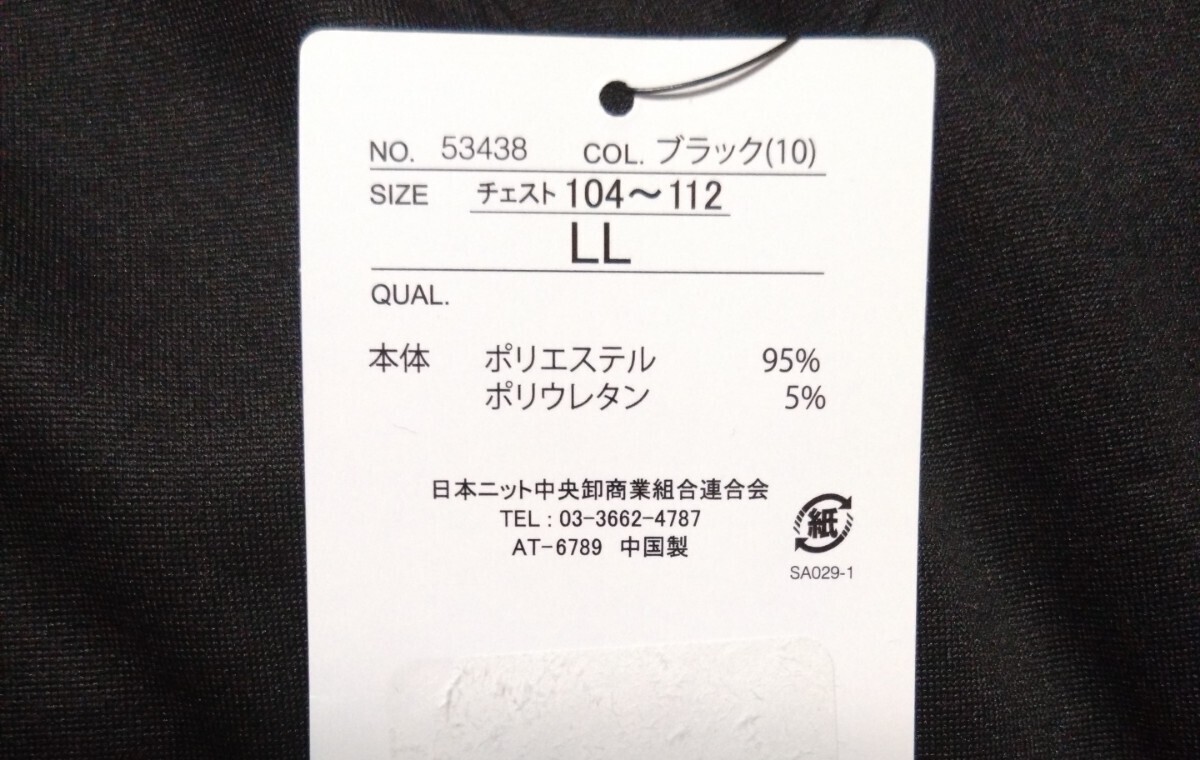 NO. 53438 COL. ブラック(10)
SIZE チェスト 104～112
LL
QUAL.
本体 ポリエステル 95%
ポリウレタン 5%
日本ニット中央卸商業組合連合会
TEL : 03-3662-4787
AT-6789 中国製
紙
SA029-1